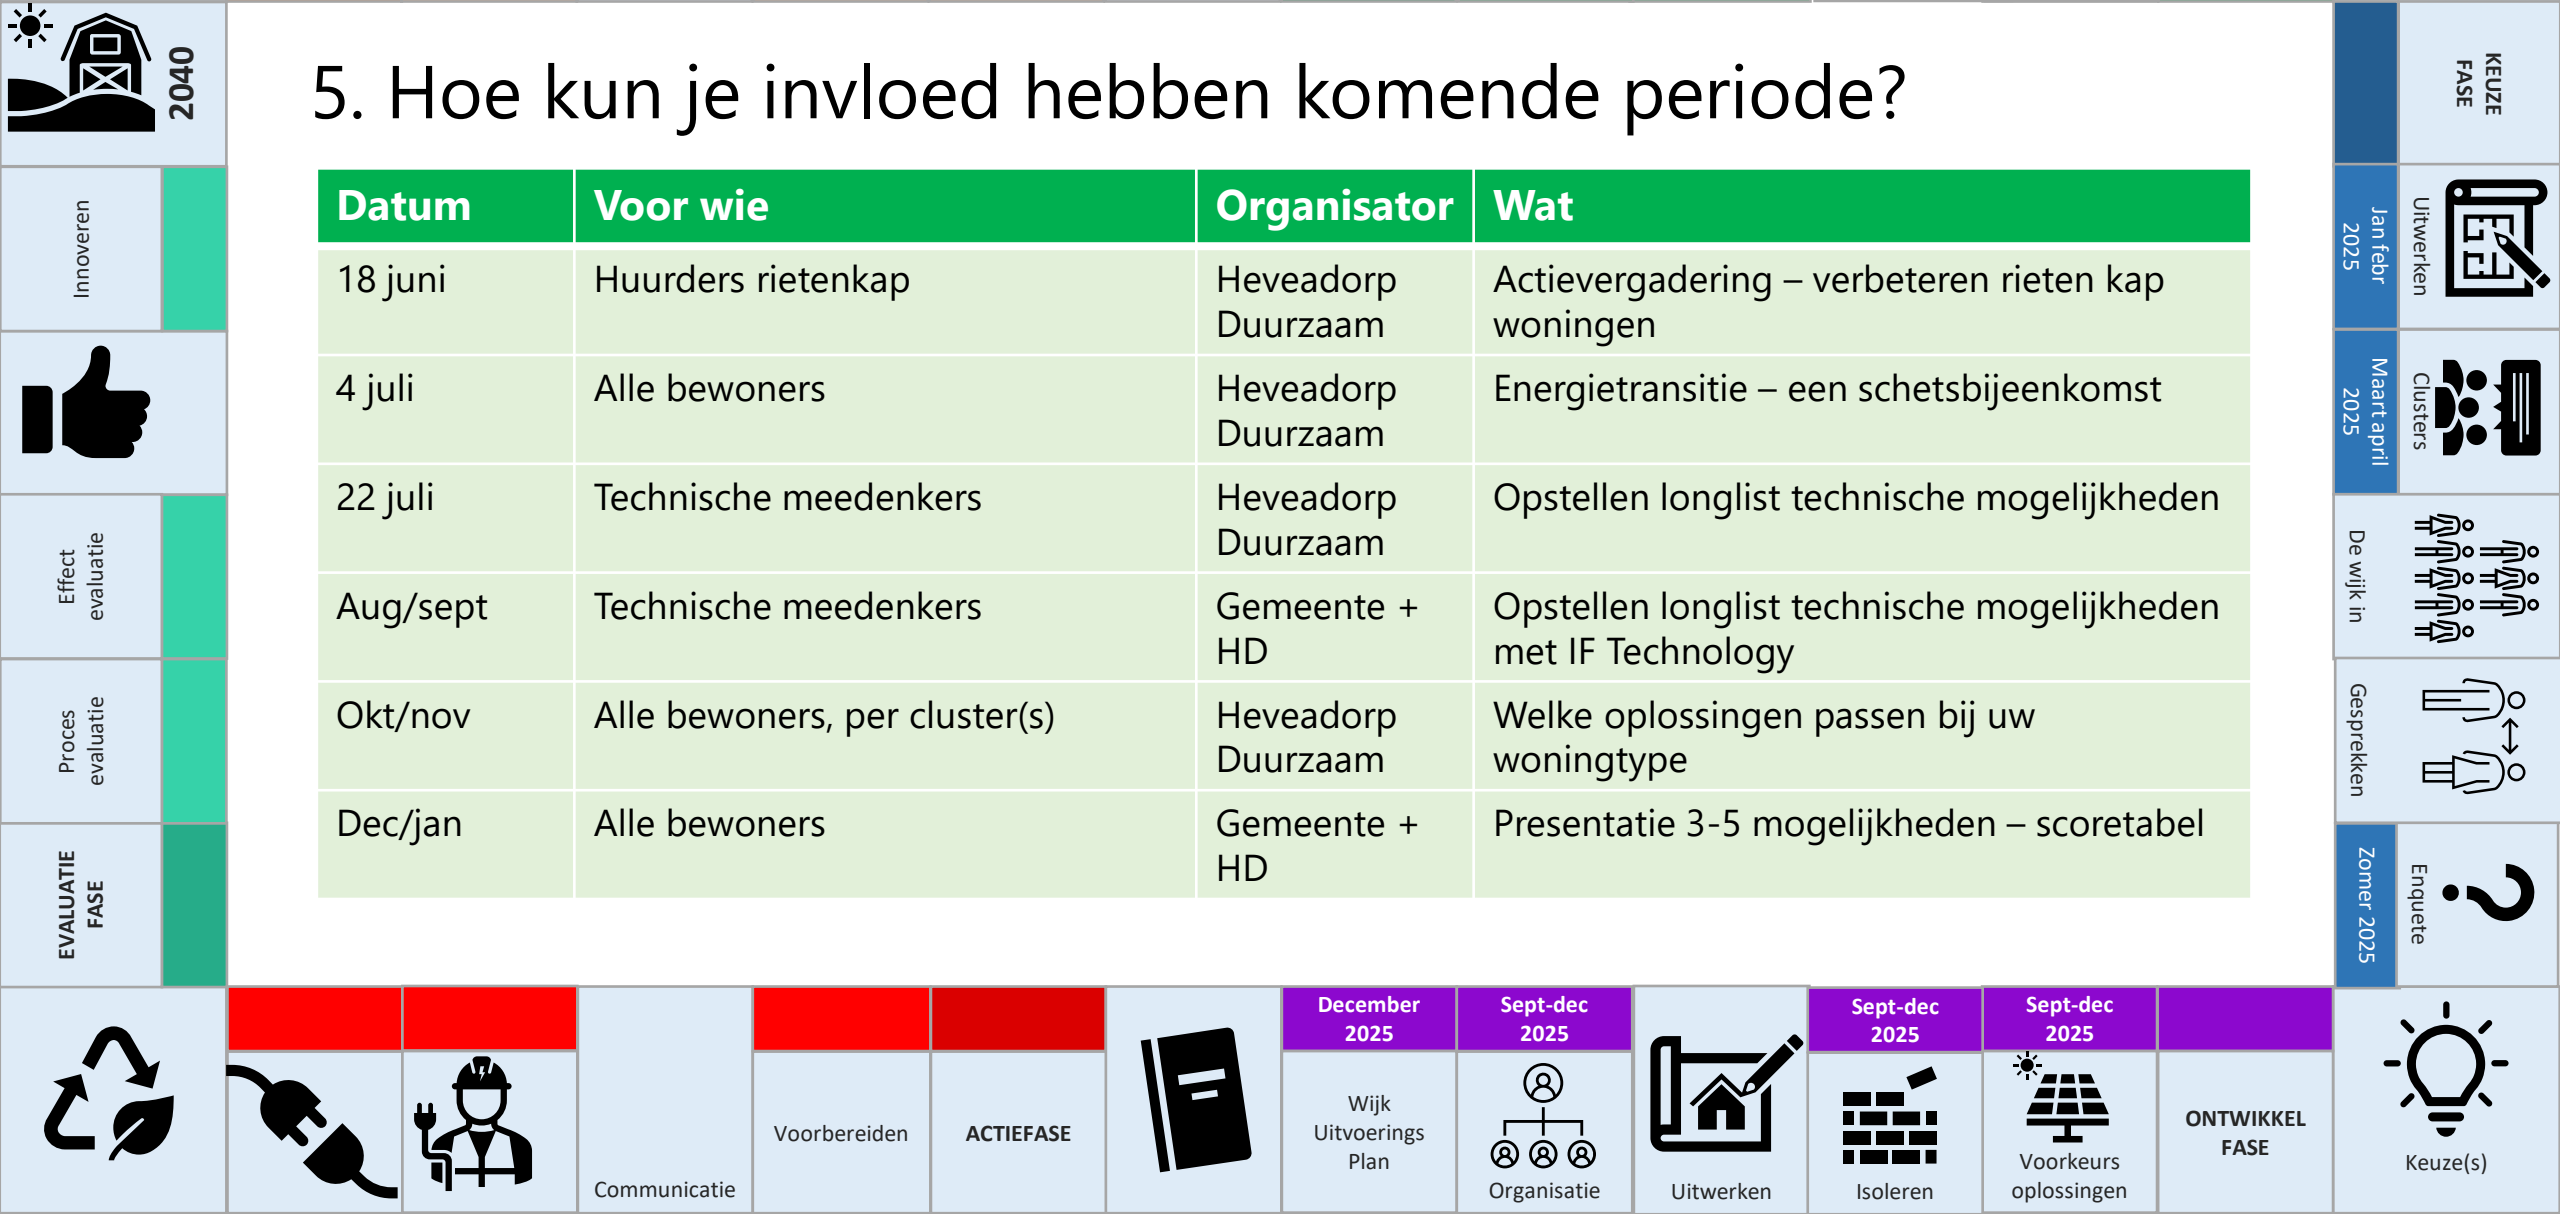 5. Hoe kun je invloed hebben komende periode?
Datum
Voor wie
Organisator
Wat
18 juni
Huurders rietenkap
Heveadorp
Duurzaam
Actievergadering – verbeteren rieten kap
woningen
4 juli
Alle bewoners
Heveadorp
Duurzaam
Energietransitie – een schetsbijeenkomst
22 juli
Technische meedenkers
Heveadorp
Duurzaam
Opstellen longlist technische mogelijkheden
Aug/sept
Technische meedenkers
Gemeente +
HD
Opstellen longlist technische mogelijkheden
met IF Technology
Okt/nov
Alle bewoners, per cluster(s)
Heveadorp
Duurzaam
Welke oplossingen passen bij uw
woningtype
Dec/jan
Alle bewoners
Gemeente +
HD
Presentatie 3-5 mogelijkheden – scoretabel
KEUZE
FASE
Uitwerken
Jan febr
2025
Clusters
Maart april
2025
De wijk in
Gesprekken
Enquete
Zomer 2025
Keuze(s)
ONTWIKKEL
FASE
Sept-dec
2025
Voorkeurs
oplossingen
Sept-dec
2025
Isoleren
Uitwerken
Sept-dec
2025
Organisatie
December
2025
Wijk
Uitvoerings
Plan
ACTIEFASE
Voorbereiden
Communicatie
EVALUATIE
FASE
Proces
evaluatie
Effect
evaluatie
Innoveren
2040